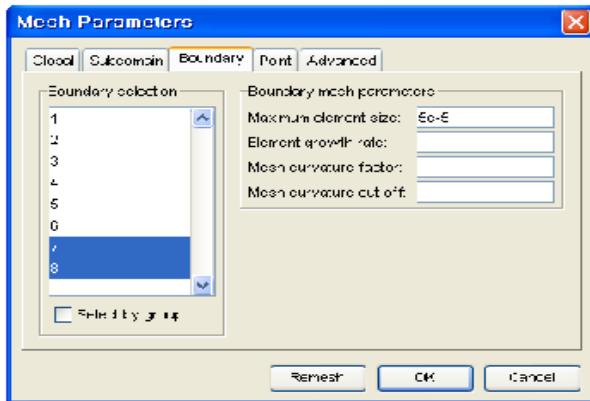 Mesh Parameters
Global Subdomain Boundary Point Advanced
Boundary selection
1
2
3
4
5
6
7
8
Select by group
Boundary mesh parameters
Maximum element size: 5e-5
Element growth rate:
Mesh curvature factor:
Mesh curvature cut off:
Remesh OK Cancel